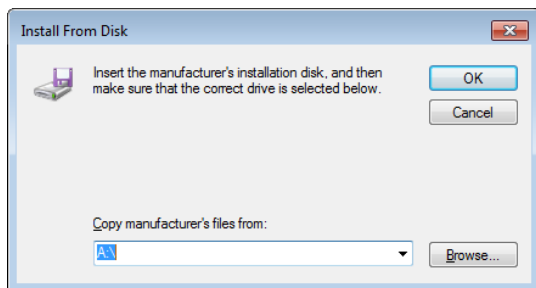 Install From Disk
Insert the manufacturer's installation disk, and then
make sure that the correct drive is selected below.
OK
Cancel
Copy manufacturer's files from:
A:\
Browse...